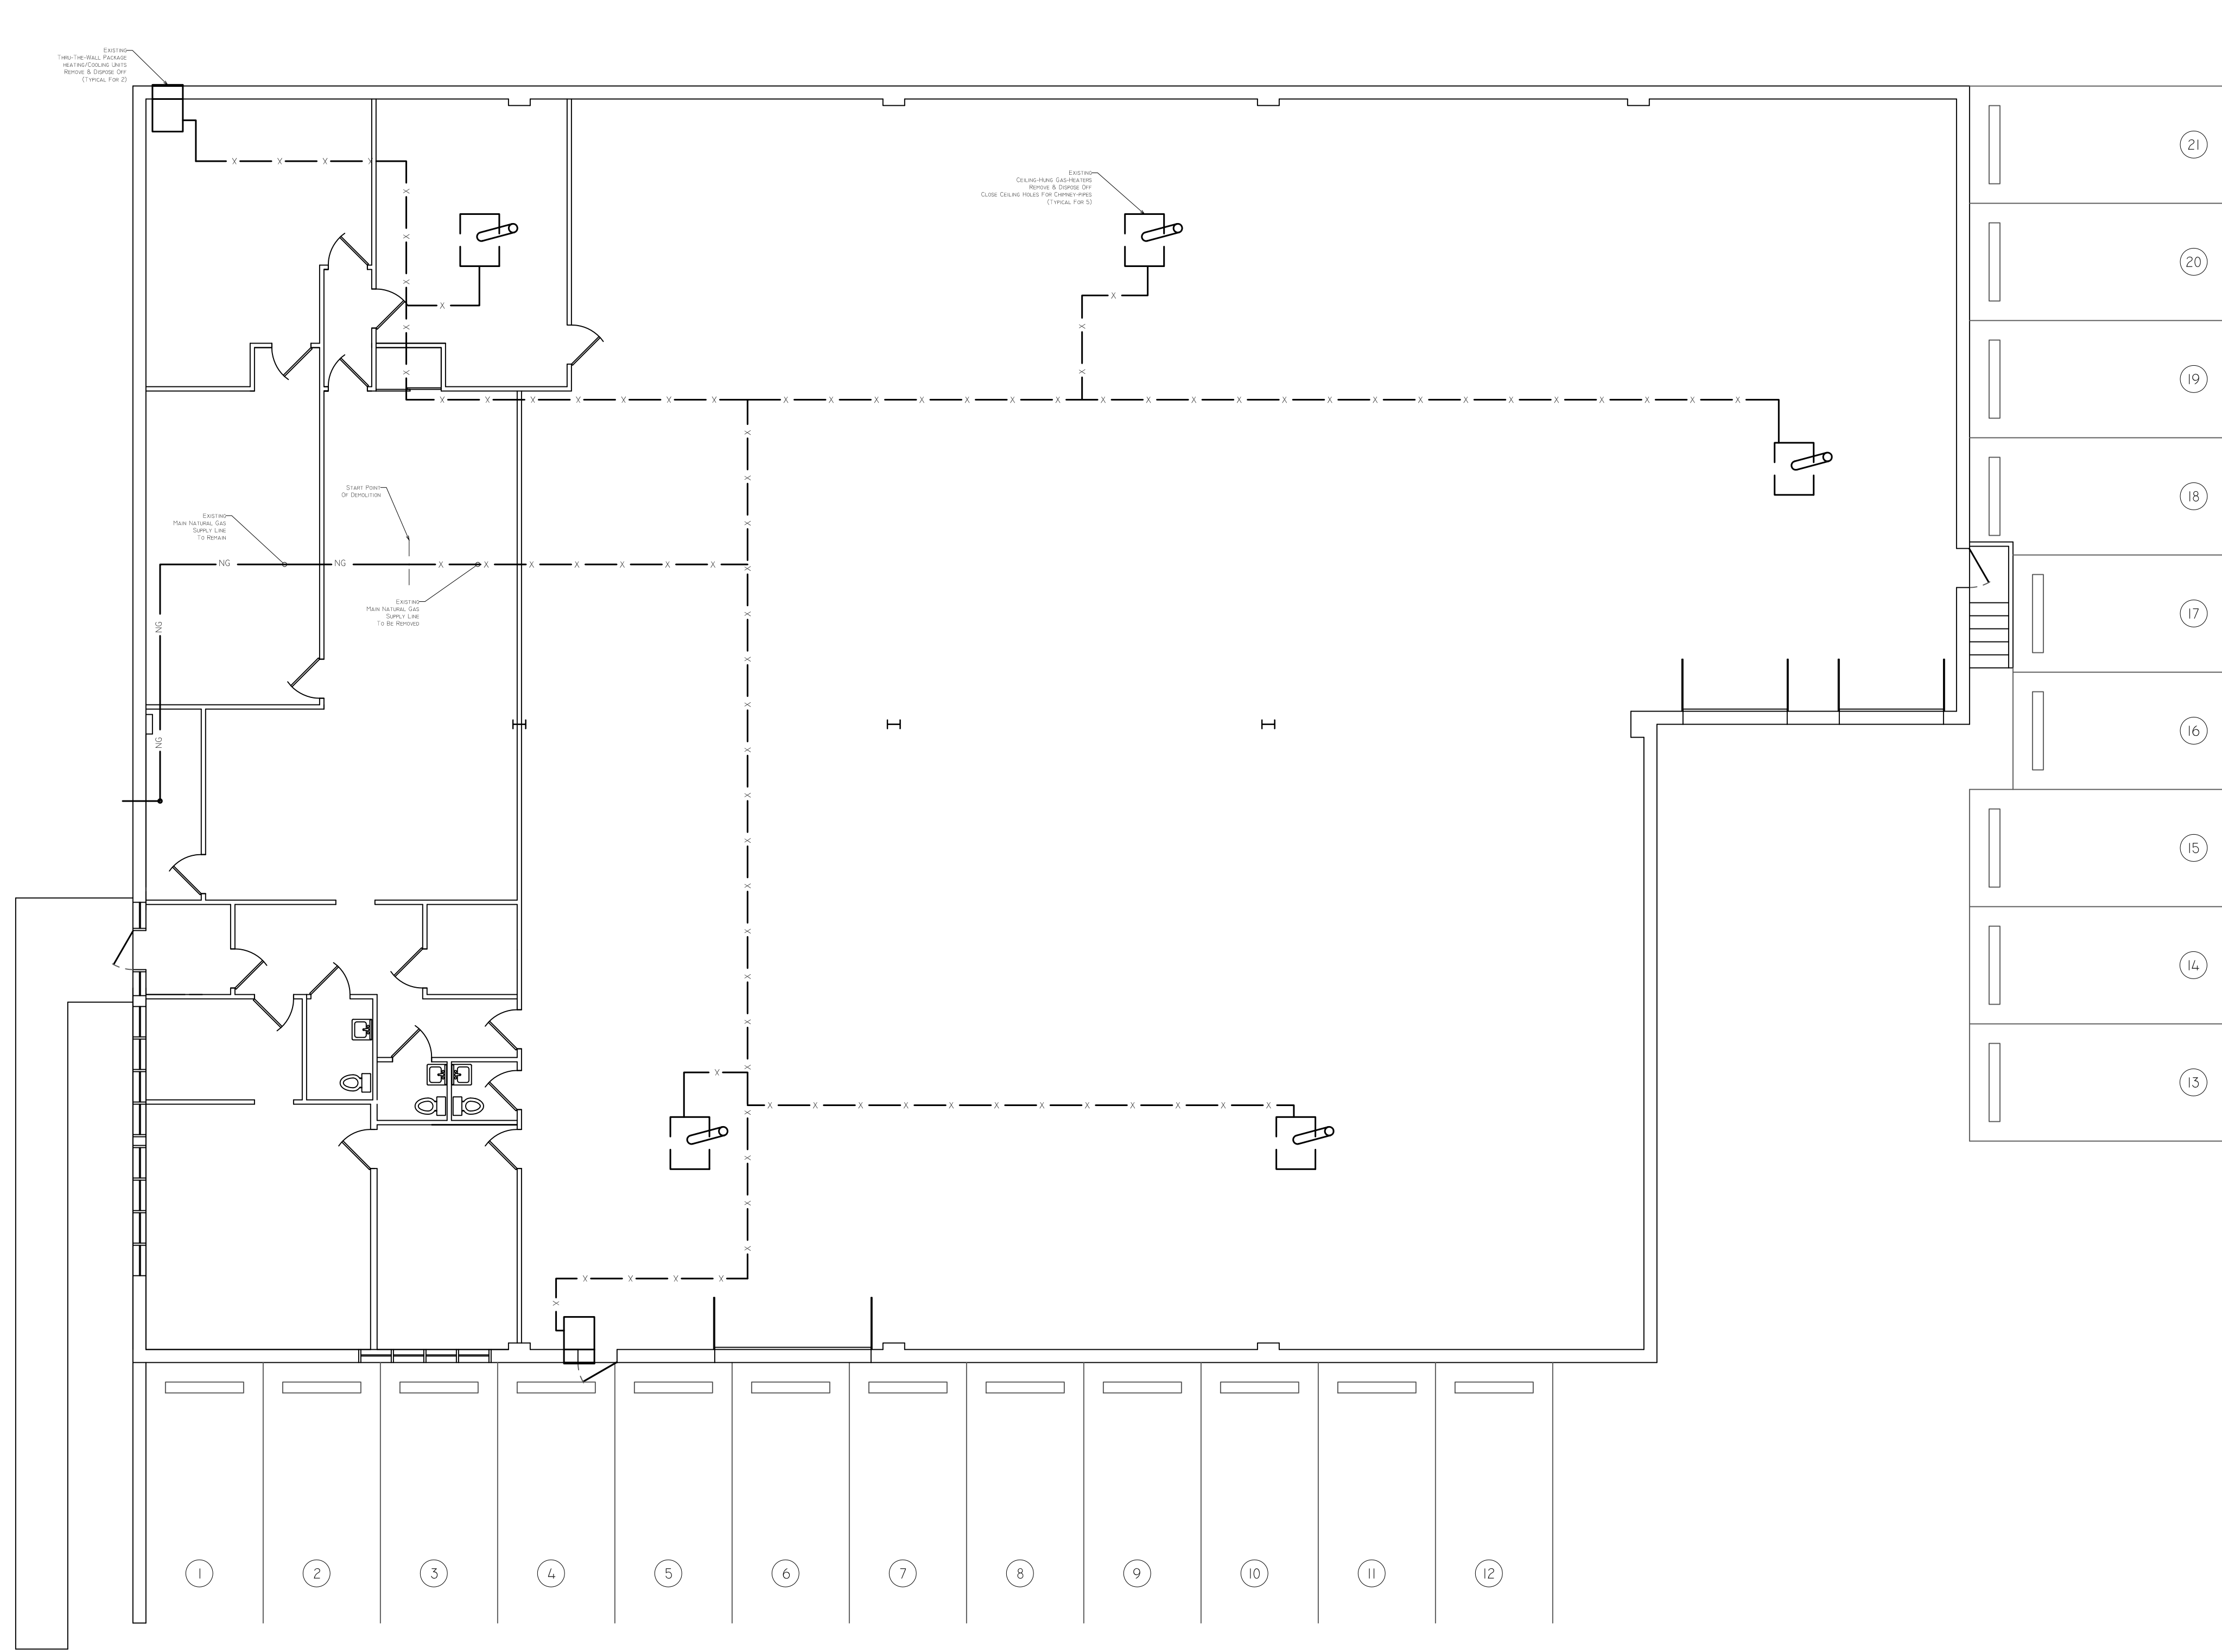 Existing
Thru-The-Wall Package
Heating/Cooling Units
Remove & Dispose Off
(Typical For 2)
Existing
Ceiling-Hung Gas-Heaters
Remove & Dispose Off
Close Ceiling Holes For Chimney-Pipes
(Typical For 5)
Start Point
Of Demolition
Existing
Main Natural Gas
Supply Line
To Remain
NG
NG
NG
NG
Existing
Main Natural Gas
Supply Line
To Be Removed
21
20
19
18
17
16
15
14
13
1
2
3
4
5
6
7
8
9
10
11
12